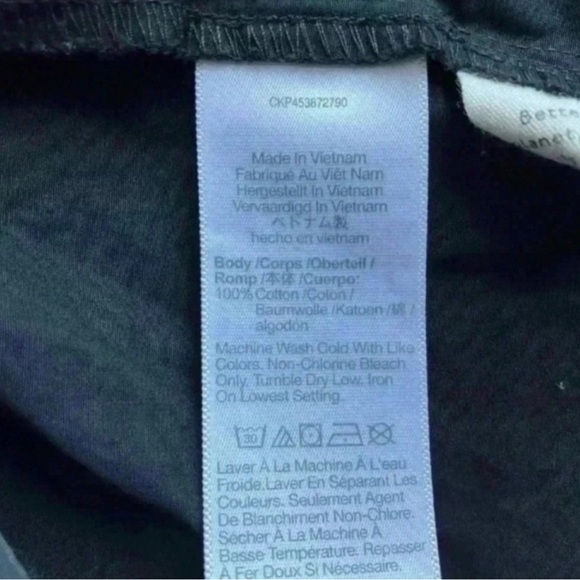 CKP453672790
Made In Vietnam
Fabriqué Au Viêt Nam
Hergestellt In Vietnam
Vervaardigd In Vietnam
ベトナム製
hecho en vietnam
Body /Corps /Oberteil /
Romp /本体 /Cuerpo:
100% Cotton /Coton /
Baumwolle /Katoen /綿 /
algodón
Machine Wash Cold With Like
Colors. Non-Chlorine Bleach
Only. Tumble Dry Low. Iron
On Lowest Setting.
30
Laver À La Machine À L'eau
Froide.Laver En Séparant Les
Couleurs. Seulement Agent
De Blanchiment Non-Chlore.
Sécher À La Machine À
Basse Température. Repasser
À Fer Doux Si Nécessaire.
Bette